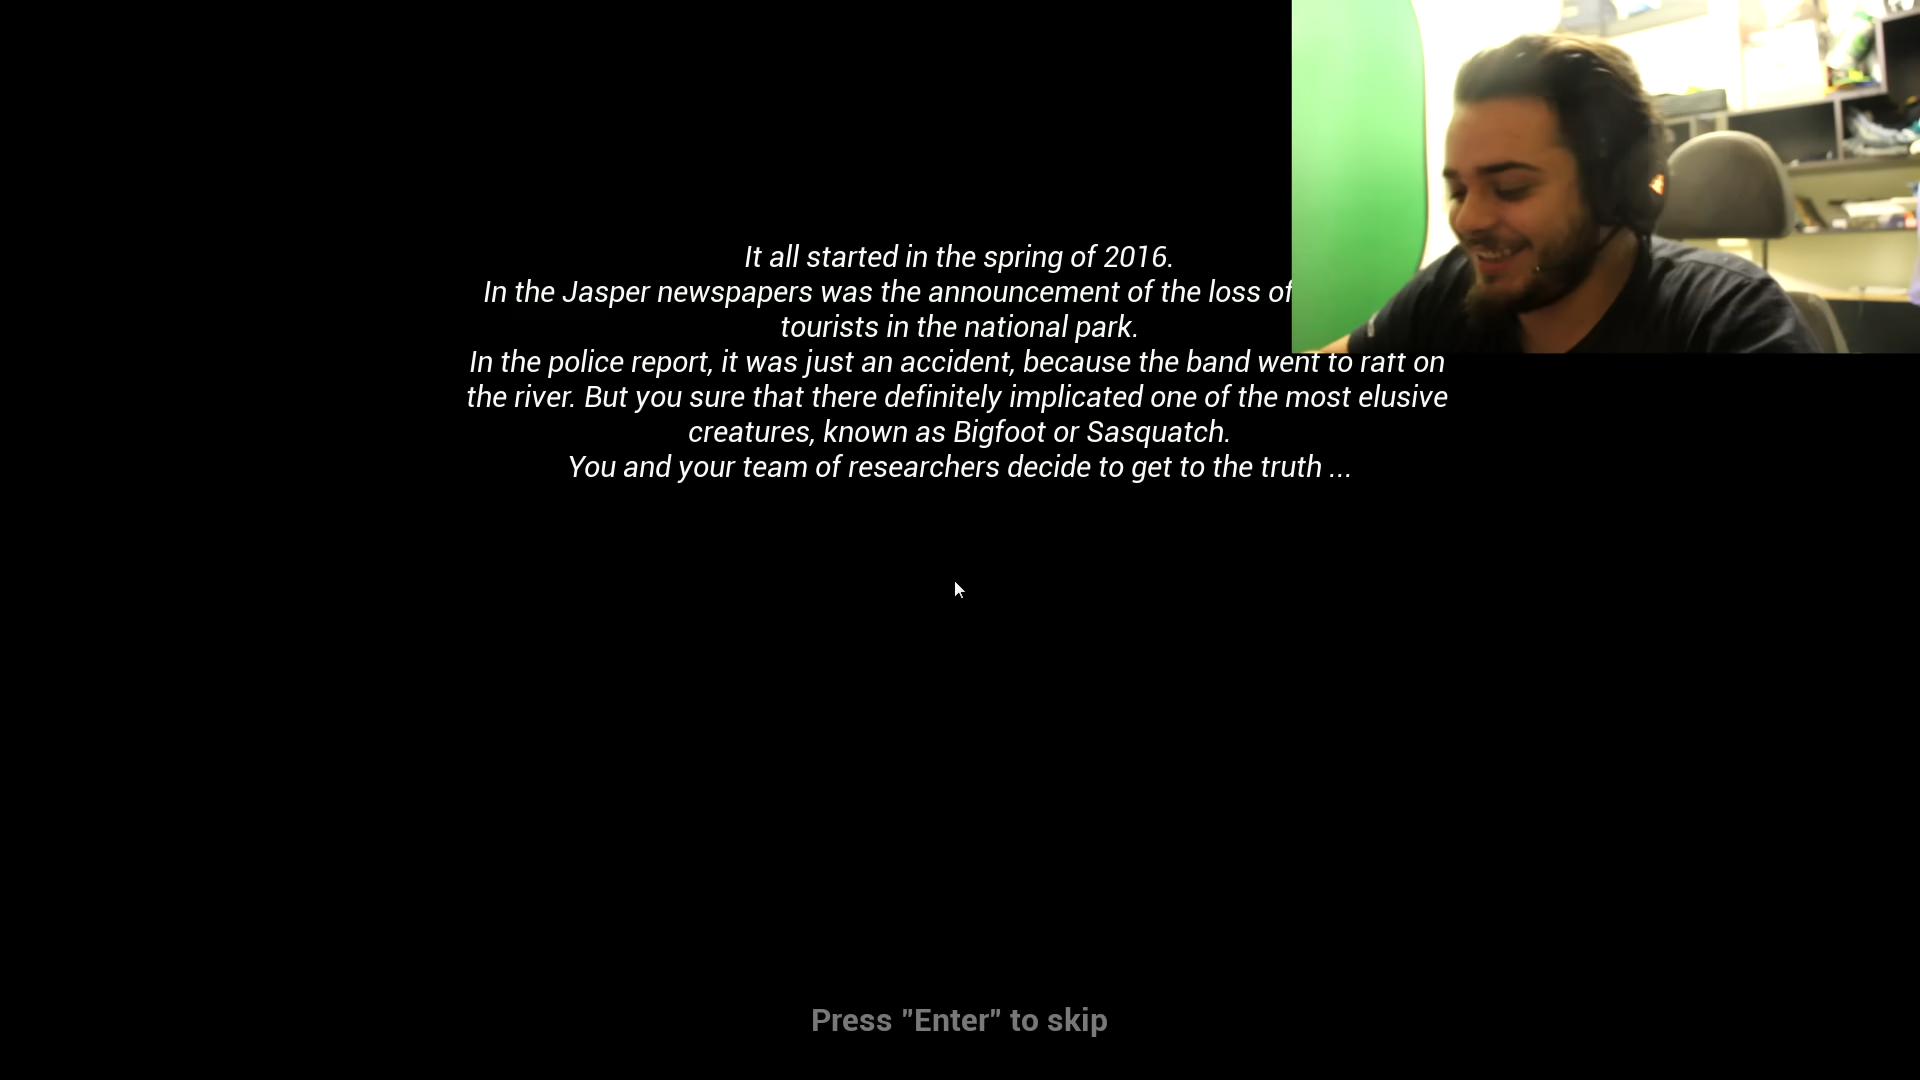 It all started in the spring of 2016.
In the Jasper newspapers was the announcement of the loss of
tourists in the national park.
In the police report, it was just an accident, because the band went to raft on
the river. But you sure that there definitely implicated one of the most elusive
creatures, known as Bigfoot or Sasquatch.
You and your team of researchers decide to get to the truth ...
Press "Enter" to skip